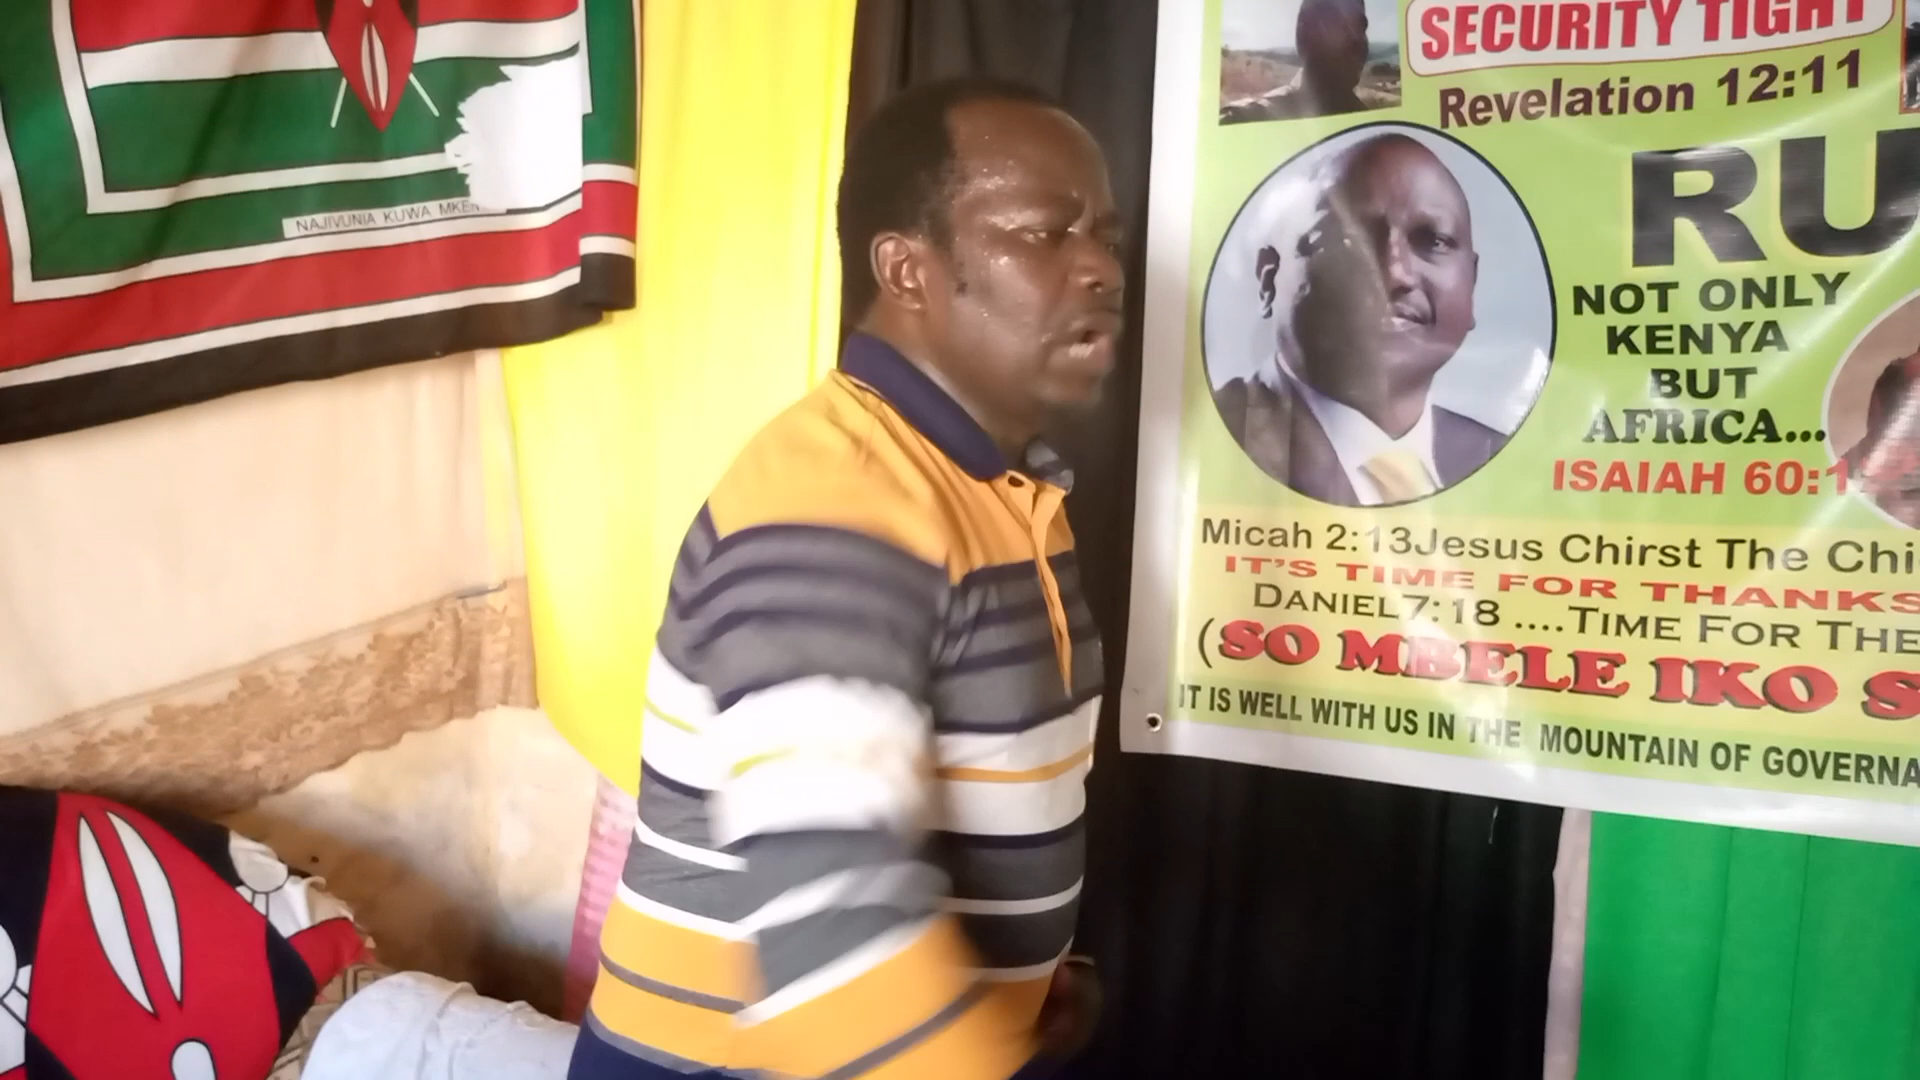 NAJIVUNIA KUWA
SECURITY TIGHT
Revelation 12:11
RU
NOT ONLY
KENYA
BUT
AFRICA...
ISAIAH 60:1
Micah 2:13Jesus Chirst The Chi
IT'S TIME FOR THANKS
DANIEL7:18 ....TIME FOR THE
(SO MBELE IKO S
IT IS WELL WITH US IN THE MOUNTAIN OF GOVERNA